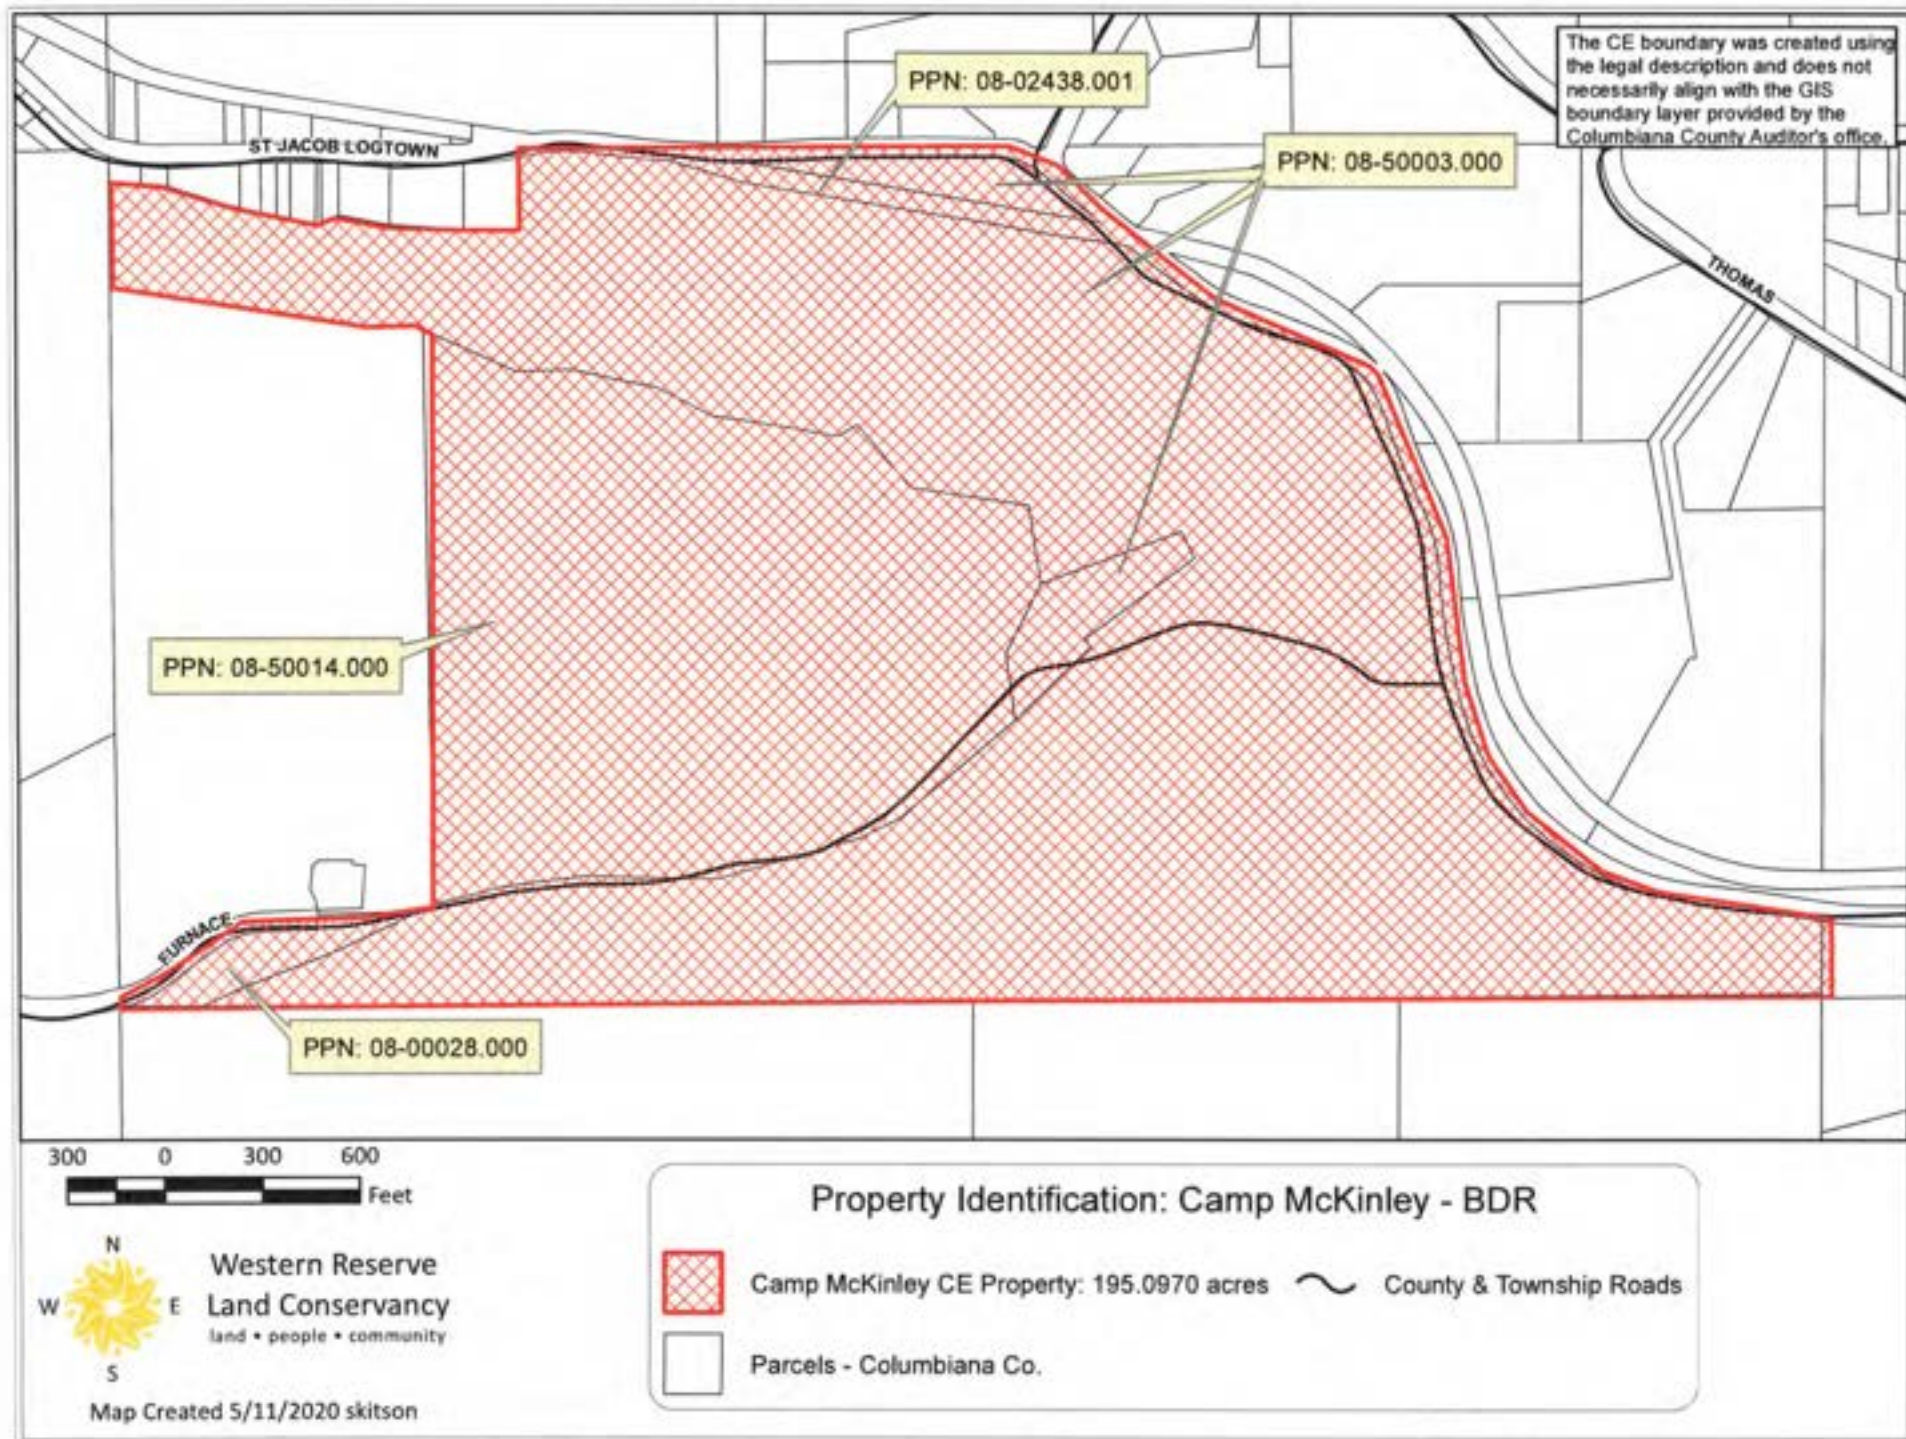 The CE boundary was created using
the legal description and does not
necessarily align with the GIS
boundary layer provided by the
Columbiana County Auditor's office.
PPN: 08-02438.001
ST JACOB LOGTOWN
PPN: 08-50003.000
THOMAS
PPN: 08-50014.000
FURNACE
PPN: 08-00028.000
300 0 300 600
Feet
N
W E
S
Western Reserve
Land Conservancy
land • people • community
Map Created 5/11/2020 skitson
Property Identification: Camp McKinley - BDR
Camp McKinley CE Property: 195.0970 acres
County & Township Roads
Parcels - Columbiana Co.